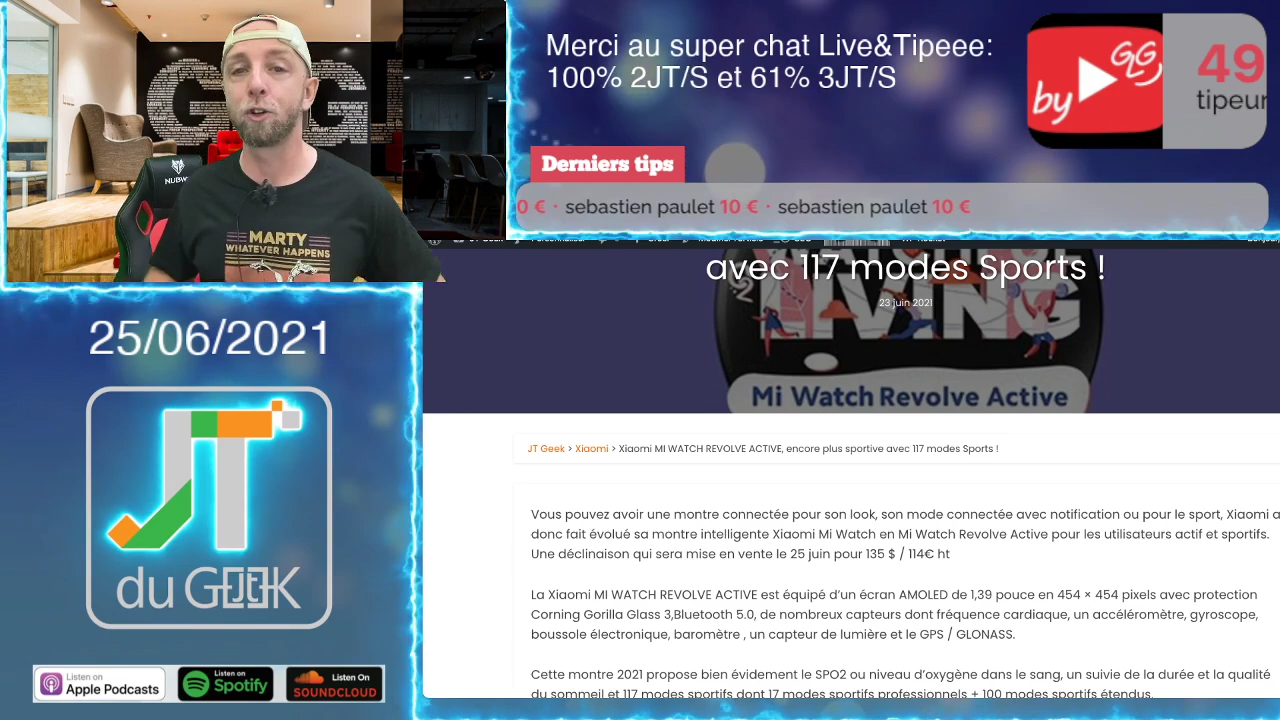 Merci au super chat Live&Tipeee:
100% 2JT/S et 61% 3JT/S
by GG
49
tipeur
Derniers tips
0 € · sebastien paulet 10 € · sebastien paulet 10 €
NUBW
MARTY
WHATEVER HAPPENS
avec 117 modes Sports !
23 juin 2021
LIVING
Mi Watch Revolve Active
25/06/2021
JT
du GEEK
Listen on
Apple Podcasts
Listen on
Spotify
Listen On
SOUNDCLOUD
JT Geek > Xiaomi > Xiaomi MI WATCH REVOLVE ACTIVE, encore plus sportive avec 117 modes Sports !
Vous pouvez avoir une montre connectée pour son look, son mode connectée avec notification ou pour le sport, Xiaomi a
donc fait évolué sa montre intelligente Xiaomi Mi Watch en Mi Watch Revolve Active pour les utilisateurs actif et sportifs.
Une déclinaison qui sera mise en vente le 25 juin pour 135 $ / 114€ ht
La Xiaomi MI WATCH REVOLVE ACTIVE est équipé d'un écran AMOLED de 1,39 pouce en 454 × 454 pixels avec protection
Corning Gorilla Glass 3,Bluetooth 5.0, de nombreux capteurs dont fréquence cardiaque, un accéléromètre, gyroscope,
boussole électronique, baromètre , un capteur de lumière et le GPS / GLONASS.
Cette montre 2021 propose bien évidement le SPO2 ou niveau d'oxygène dans le sang, un suivie de la durée et la qualité
du sommeil et 117 modes sportifs dont 17 modes sportifs professionnels + 100 modes sportifs étendus.